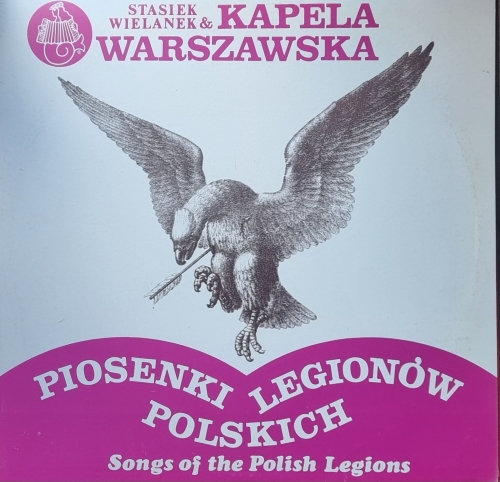 STASIEK
WIELANEK & KAPELA
WARSZAWSKA
PIOSENKI LEGIONÓW
POLSKICH
Songs of the Polish Legions